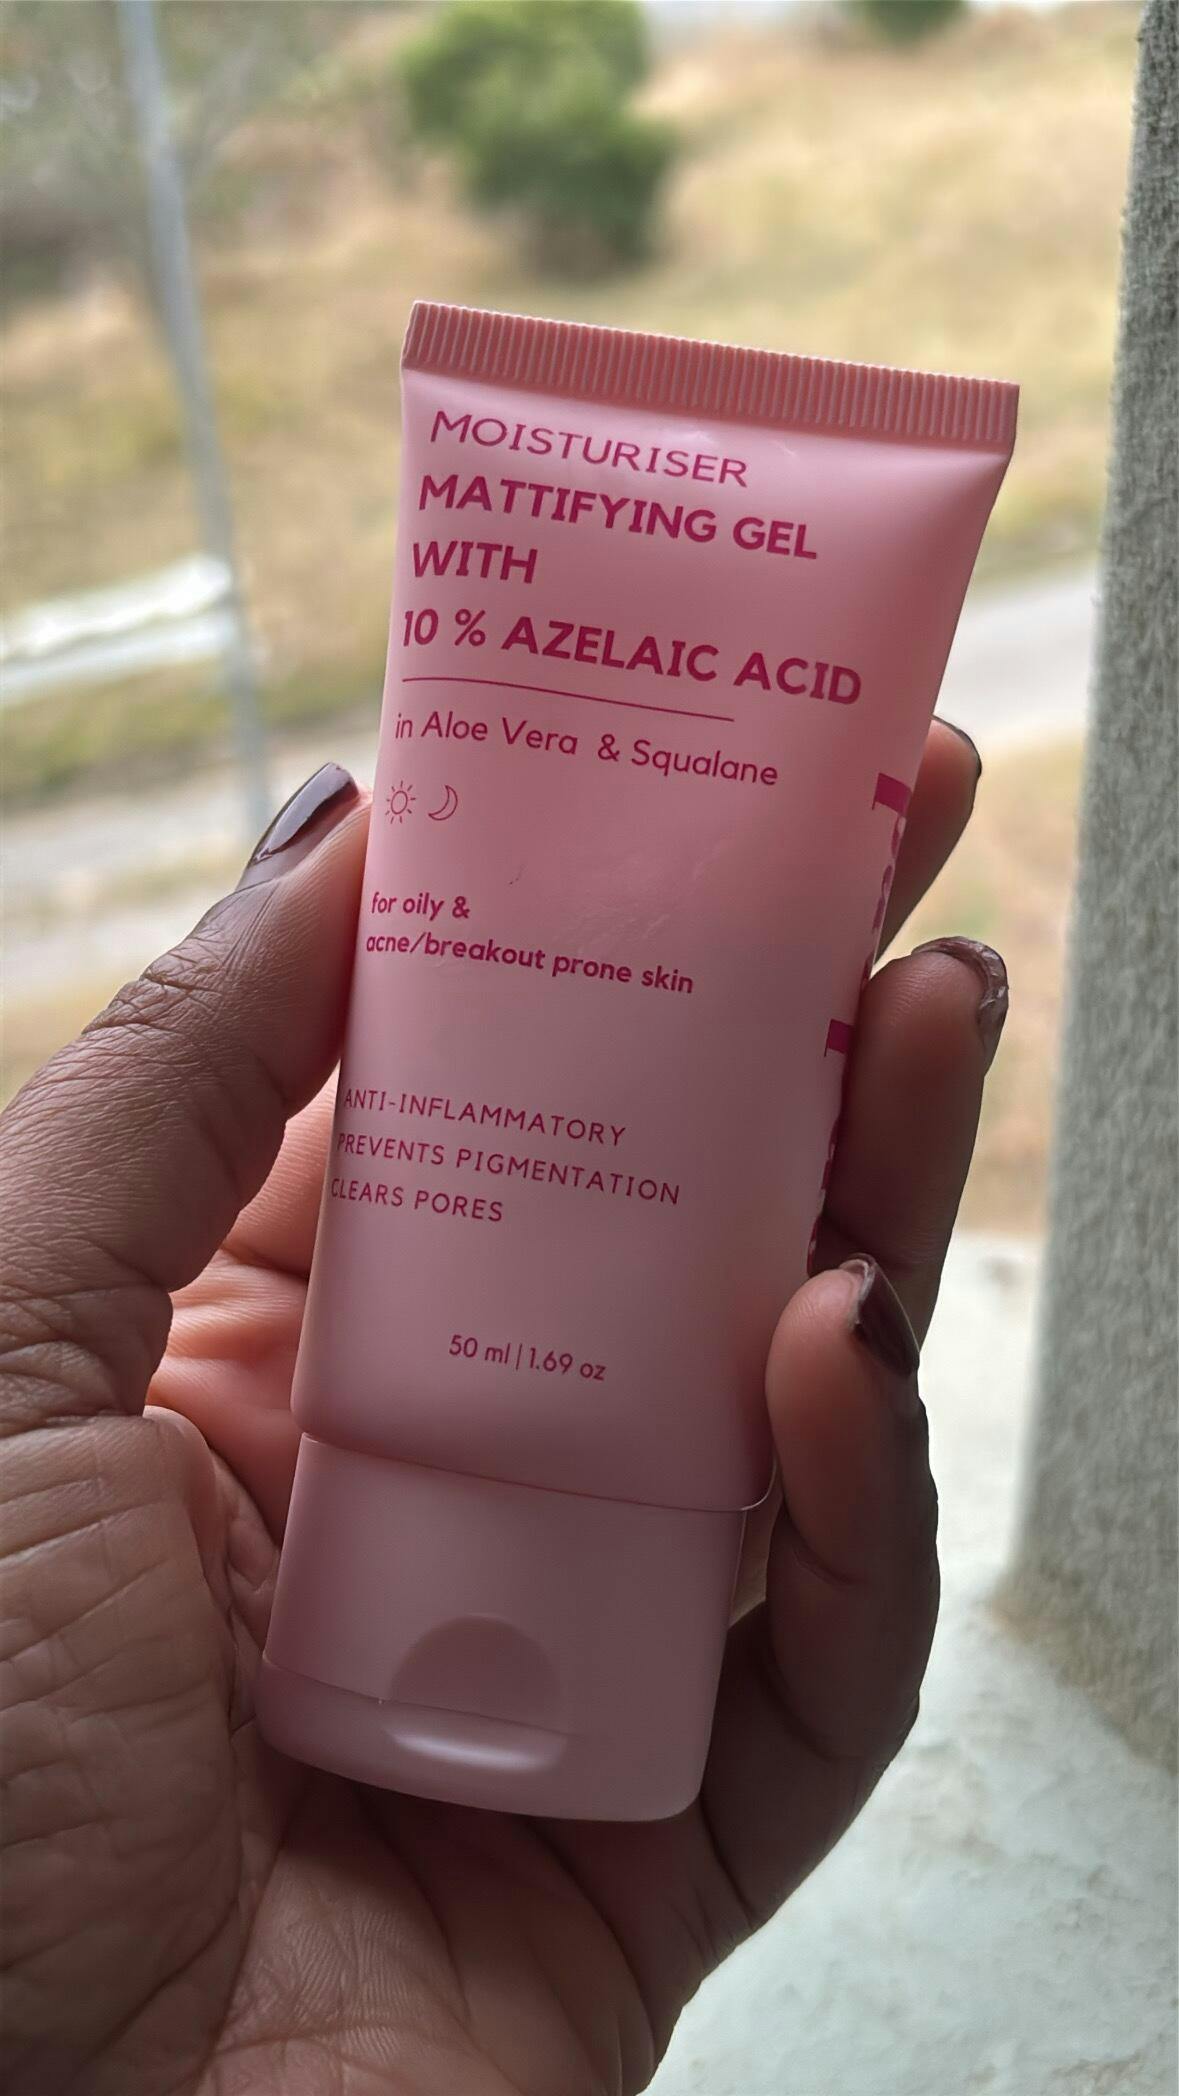 MOISTURISER
MATTIFYING GEL
WITH
10 % AZELAIC ACID
in Aloe Vera & Squalane
for oily &
acne/breakout prone skin
ANTI-INFLAMMATORY
PREVENTS PIGMENTATION
CLEARS PORES
50 ml | 1.69 oz